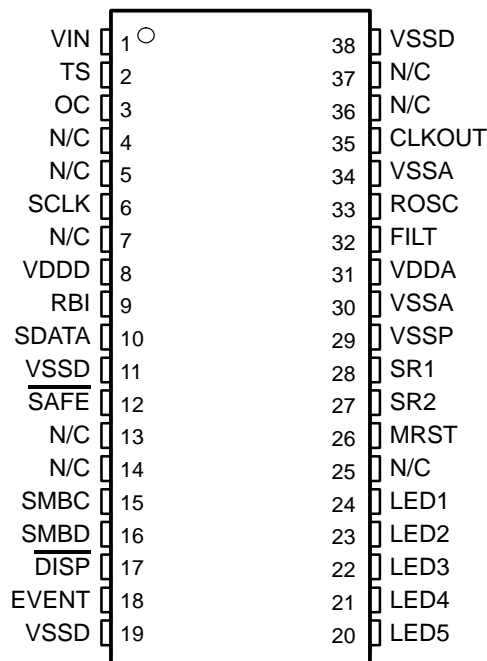 VIN 1 38 VSSD
TS 2 37 N/C
OC 3 36 N/C
N/C 4 35 CLKOUT
N/C 5 34 VSSA
SCLK 6 33 ROSC
N/C 7 32 FILT
VDDD 8 31 VDDA
RBI 9 30 VSSA
SDATA 10 29 VSSP
VSSD 11 28 SR1
SAFE 12 27 SR2
N/C 13 26 MRST
N/C 14 25 N/C
SMBC 15 24 LED1
SMBD 16 23 LED2
DISP 17 22 LED3
EVENT 18 21 LED4
VSSD 19 20 LED5